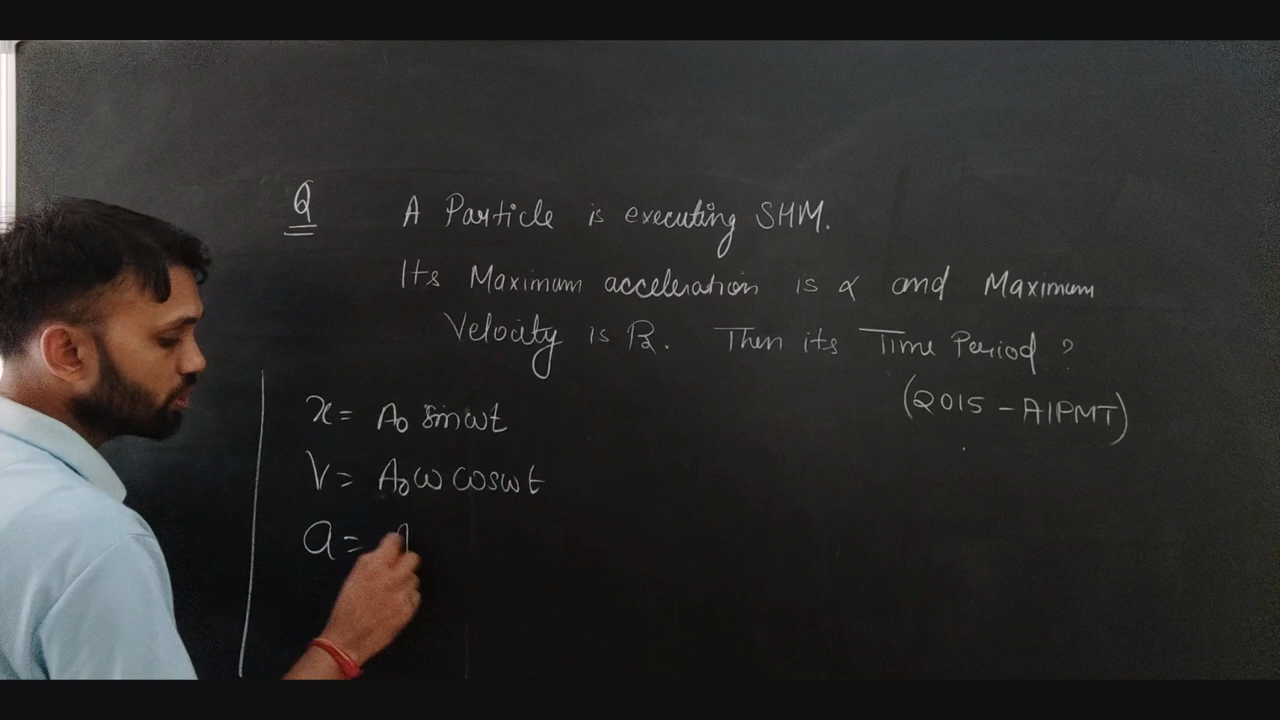 Q A Particle is executing SHM.
Its Maximum acceleration is α and Maximum
Velocity is β. Then its Time Period ?
(2015 - AIPMT)
x = A₀ sinωt
V = A₀ω cosωt
a =